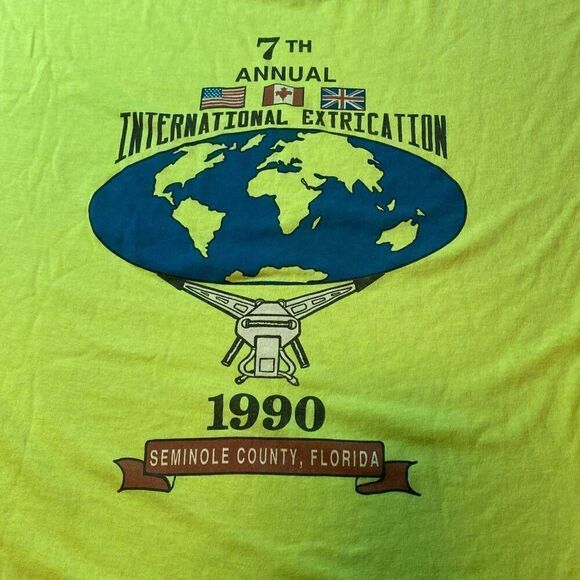 7TH
ANNUAL
INTERNATIONAL EXTRICATION
1990
SEMINOLE COUNTY, FLORIDA